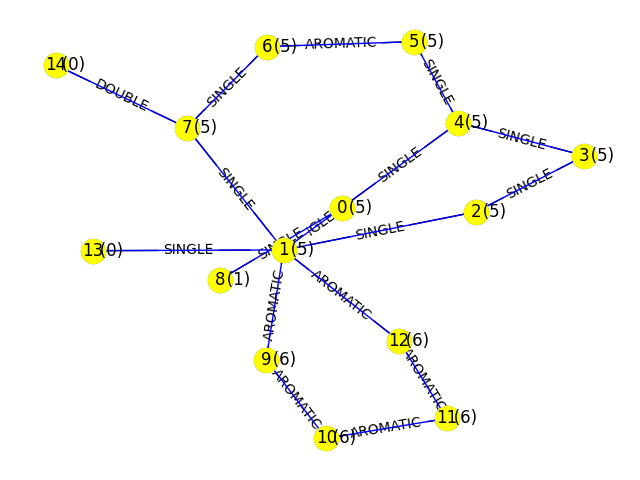 5(5)
6(5)
AROMATIC
14(0)
DOUBLE
SINGLE
SINGLE
7(5)
4(5)
SINGLE
3(5)
SINGLE
SINGLE
SINGLE
0(5)
2(5)
SINGLE
SINGLE
13(0)
SINGLE
1(5)
8(1)
AROMATIC
AROMATIC
12(6)
9(6)
AROMATIC
AROMATIC
11(6)
AROMATIC
10(6)